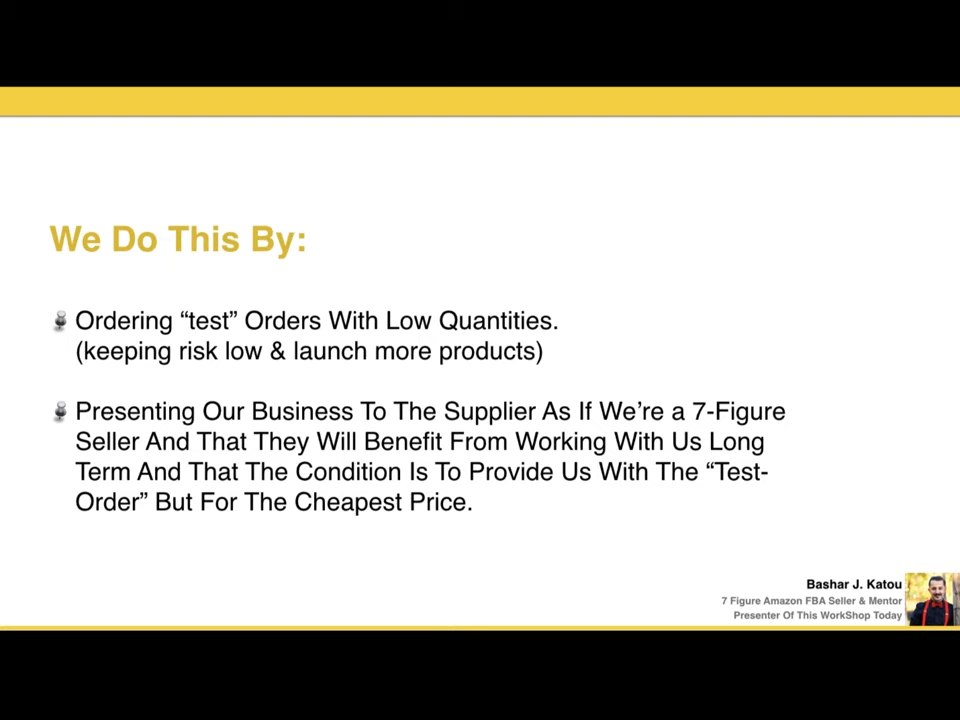 We Do This By:
Ordering “test” Orders With Low Quantities.
(keeping risk low & launch more products)
Presenting Our Business To The Supplier As If We’re a 7-Figure
Seller And That They Will Benefit From Working With Us Long
Term And That The Condition Is To Provide Us With The “Test-
Order” But For The Cheapest Price.
Bashar J. Katou
7 Figure Amazon FBA Seller & Mentor
Presenter Of This WorkShop Today